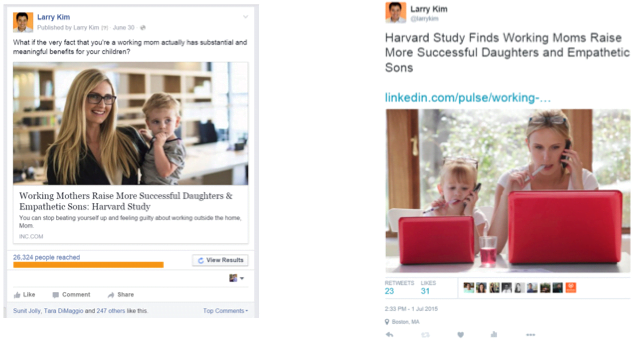 Larry Kim
Published by Larry Kim [?] · June 30 ·
What if the very fact that you're a working mom actually has substantial and
meaningful benefits for your children?
Working Mothers Raise More Successful Daughters &
Empathetic Sons: Harvard Study
You can stop beating yourself up and feeling guilty about working outside the home,
Mom.
INC.COM
26,324 people reached
View Results
Like Comment Share
Sunit Jolly, Tara DiMaggio and 247 others like this.
Top Comments
Larry Kim
@larrykim
Harvard Study Finds Working Moms Raise
More Successful Daughters and Empathetic
Sons
linkedin.com/pulse/working-...
RETWEETS LIKES
23 31
2:33 PM - 1 Jul 2015
Boston, MA